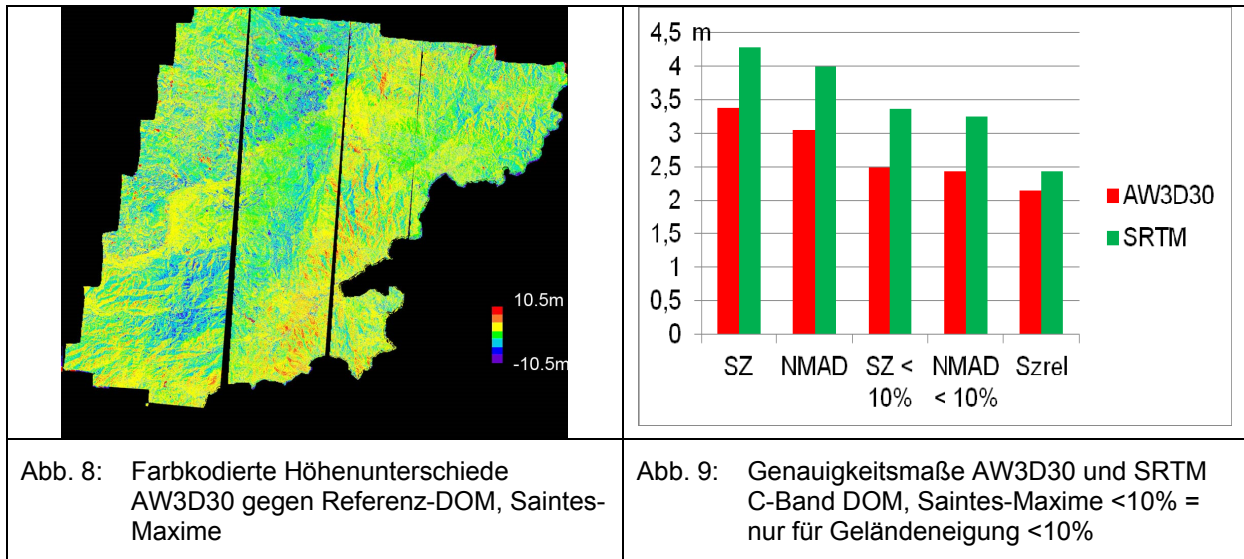 10.5m
-10.5m
4,5 m
4
3,5
3
2,5
2
1,5
1
0,5
0
SZ NMAD SZ < NMAD Szrel
10% < 10%
AW3D30
SRTM
Abb. 8: Farbkodierte Höhenunterschiede
AW3D30 gegen Referenz-DOM, Saintes-
Maxime
Abb. 9: Genauigkeitsmaße AW3D30 und SRTM
C-Band DOM, Saintes-Maxime <10% =
nur für Geländeneigung <10%